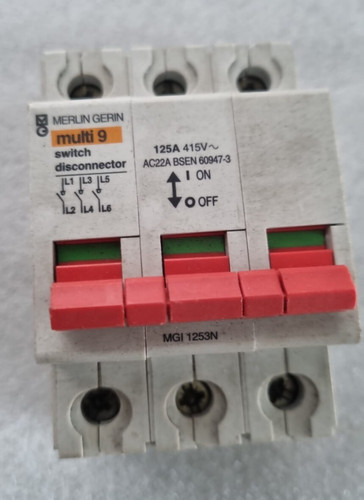 MERLIN GERIN
multi 9
switch
disconnector
L1 L3 L5
L2 L4 L6
125A 415V~
AC22A BSEN 60947-3
I ON
O OFF
MGI 1253N